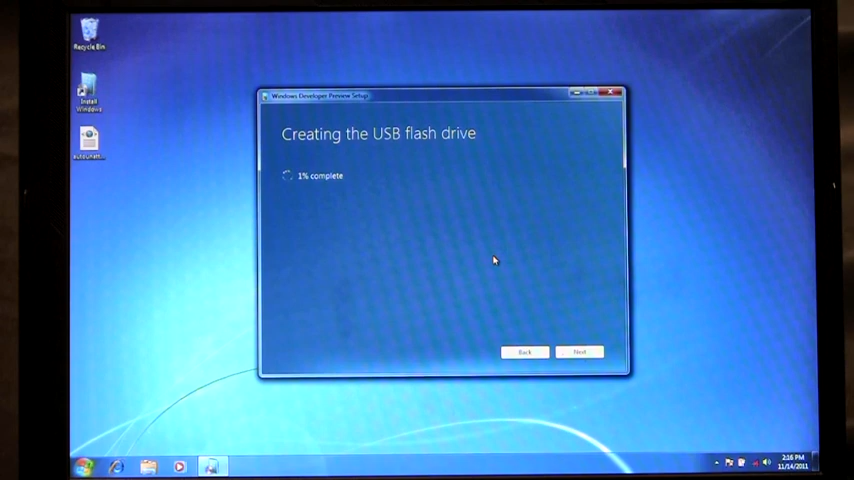 Recycle Bin
Install
Windows
Windows Developer Preview Setup
Creating the USB flash drive
1% complete
Back
Next
2:16 PM
11/14/2011